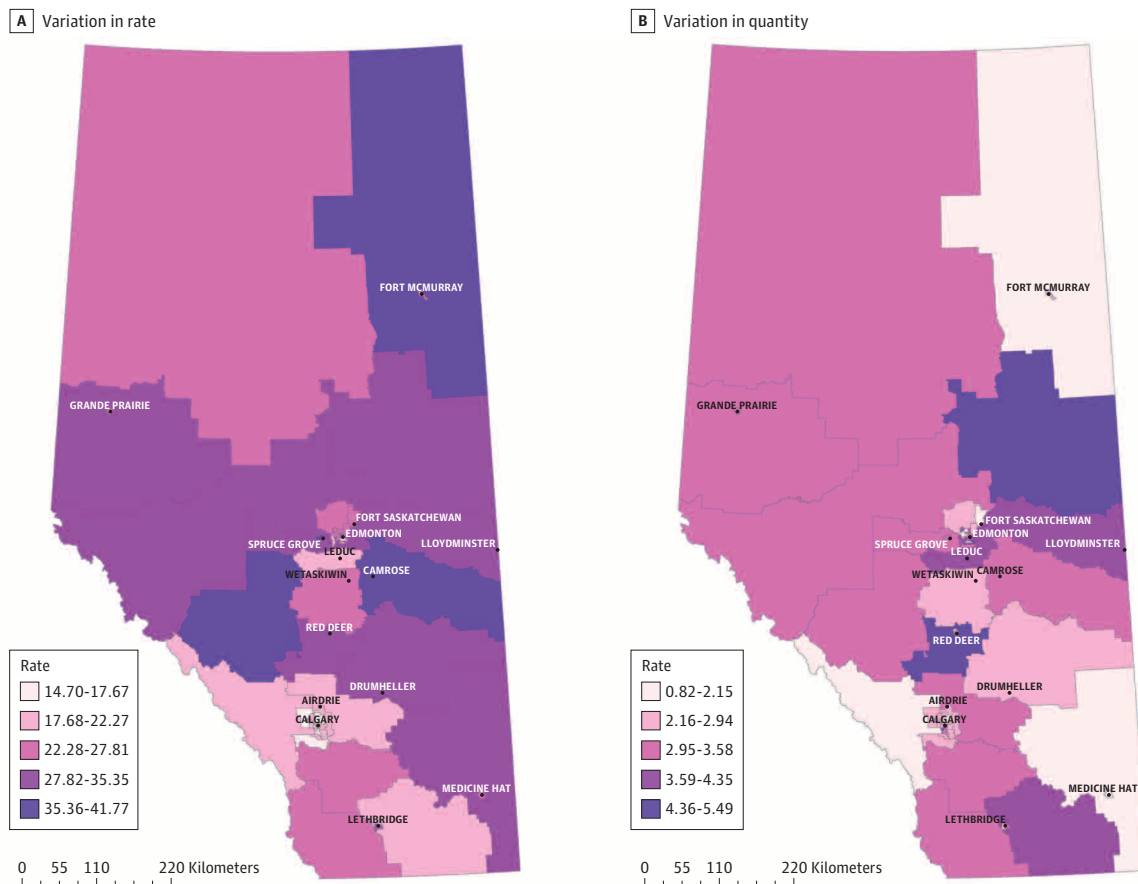 A Variation in rate
FORT MCMURRAY
GRANDE PRAIRIE
FORT SASKATCHEWAN
EDMONTON
SPRUCE GROVE
LLOYDMINSTER
LEDUC
WETASKIWIN
CAMROSE
RED DEER
DRUMHELLER
AIRDRIE
CALGARY
MEDICINE HAT
LETHBRIDGE
Rate
14.70-17.67
17.68-22.27
22.28-27.81
27.82-35.35
35.36-41.77
0 55 110 220 Kilometers
B Variation in quantity
FORT MCMURRAY
GRANDE PRAIRIE
FORT SASKATCHEWAN
EDMONTON
SPRUCE GROVE
LLOYDMINSTER
LEDUC
WETASKIWIN
CAMROSE
RED DEER
DRUMHELLER
AIRDRIE
CALGARY
MEDICINE HAT
LETHBRIDGE
Rate
0.82-2.15
2.16-2.94
2.95-3.58
3.59-4.35
4.36-5.49
0 55 110 220 Kilometers